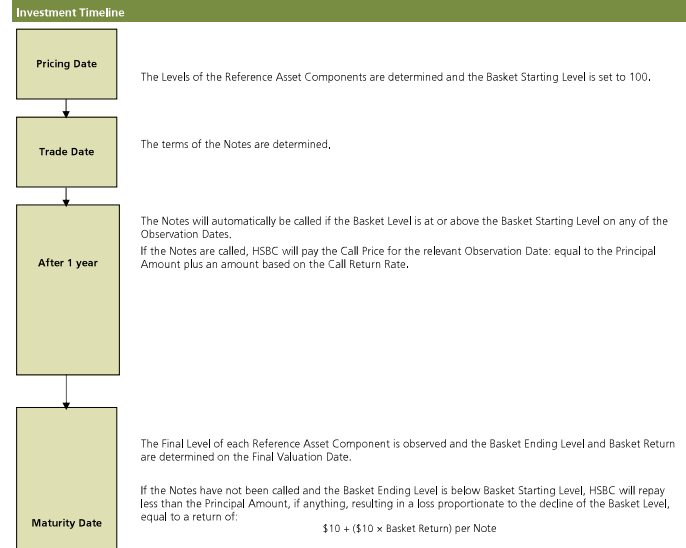 Investment Timeline
Pricing Date
The Levels of the Reference Asset Components are determined and the Basket Starting Level is set to 100.
Trade Date
The terms of the Notes are determined.
After 1 year
The Notes will automatically be called if the Basket Level is at or above the Basket Starting Level on any of the
Observation Dates.
If the Notes are called, HSBC will pay the Call Price for the relevant Observation Date: equal to the Principal
Amount plus an amount based on the Call Return Rate.
Maturity Date
The Final Level of each Reference Asset Component is observed and the Basket Ending Level and Basket Return
are determined on the Final Valuation Date.
If the Notes have not been called and the Basket Ending Level is below Basket Starting Level, HSBC will repay
less than the Principal Amount, if anything, resulting in a loss proportionate to the decline of the Basket Level,
equal to a return of:
$10 + ($10 × Basket Return) per Note